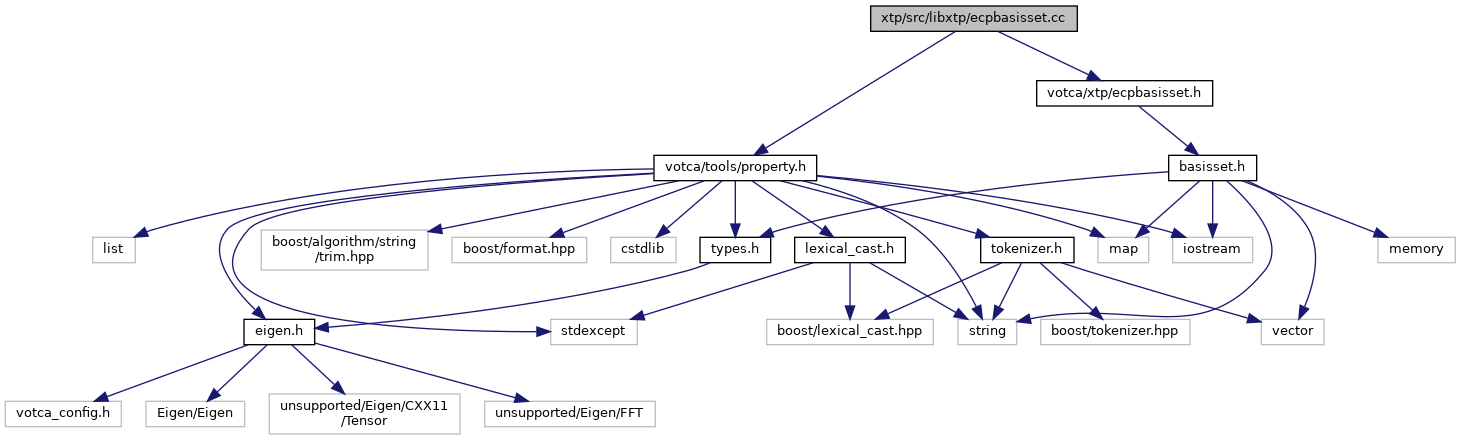 xtp/src/libxtp/ecpbasisset.cc
votca/xtp/ecpbasisset.h
votca/tools/property.h
basisset.h
list
boost/algorithm/string
/trim.hpp
boost/format.hpp
cstdlib
types.h
lexical_cast.h
tokenizer.h
map
iostream
memory
eigen.h
stdexcept
boost/lexical_cast.hpp
string
boost/tokenizer.hpp
vector
votca_config.h
Eigen/Eigen
unsupported/Eigen/CXX11
/Tensor
unsupported/Eigen/FFT